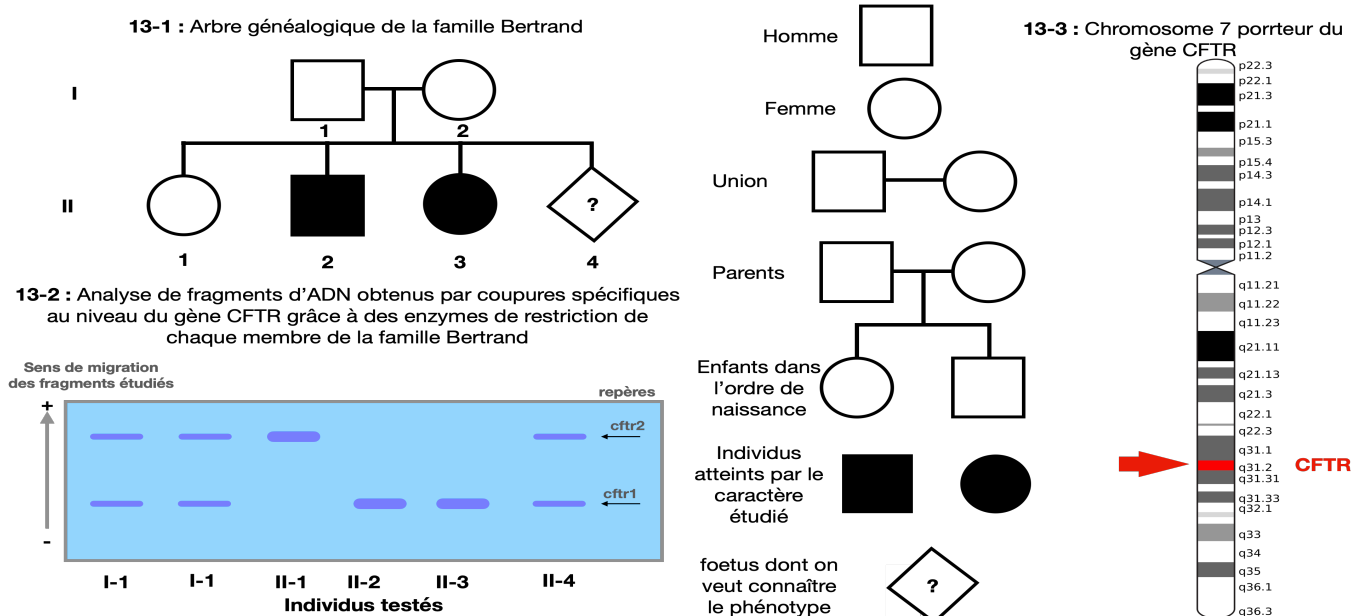 13-1 : Arbre généalogique de la famille Bertrand
I
1
2
II
?
1
2
3
4
13-2 : Analyse de fragments d'ADN obtenus par coupures spécifiques
au niveau du gène CFTR grâce à des enzymes de restriction de
chaque membre de la famille Bertrand
Sens de migration
des fragments étudiés
+
-
repères
cftr2
cftr1
I-1
I-1
II-1
II-2
II-3
II-4
Individus testés
Homme
Femme
Union
Parents
Enfants dans
l'ordre de
naissance
Individus
atteints par le
caractère
étudié
foetus dont on
veut connaître
le phénotype
?
13-3 : Chromosome 7 porrteur du
gène CFTR
p22.3
p22.1
p21.3
p21.1
p15.3
p15.4
p14.3
p14.1
p13
p12.3
p12.1
p11.2
q11.21
q11.22
q11.23
q21.11
q21.13
q21.3
q22.1
q22.3
q31.1
q31.2
CFTR
q31.31
q31.33
q32.1
q33
q34
q35
q36.1
q36.3